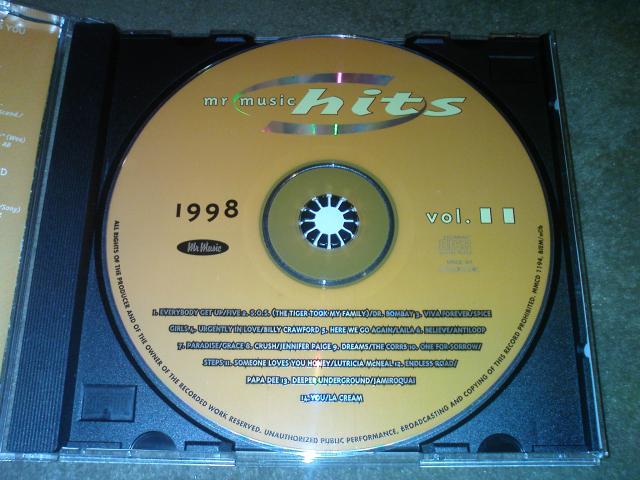 mr music hits
1998
vol. 11
Mr Music
1. EVERYBODY GET UP/FIVE 2. S.O.S. (THE TIGER TOOK MY FAMILY)/DR. BOMBAY 3. VIVA FOREVER/SPICE
GIRLS 4. URGENTLY IN LOVE/BILLY CRAWFORD 5. HERE WE GO AGAIN/LAILA 6. BELIEVE/ANTILOOP
7. PARADISE/GRACE 8. CRUSH/JENNIFER PAIGE 9. DREAMS/THE CORRS 10. ONE FOR SORROW/
STEPS 11. SOMEONE LOVES YOU HONEY/LUTRICIA McNEAL 12. ENDLESS ROAD/
PAPA DEE 13. DEEPER UNDERGROUND/JAMIROQUAI
14. YOU/LA CREAM
ALL RIGHTS OF THE PRODUCER AND OF THE OWNER OF THE RECORDED WORK RESERVED. UNAUTHORIZED PUBLIC PERFORMANCE, BROADCASTING AND COPYING OF THIS RECORD PROHIBITED. MMCD 1194, BIEM/nCb